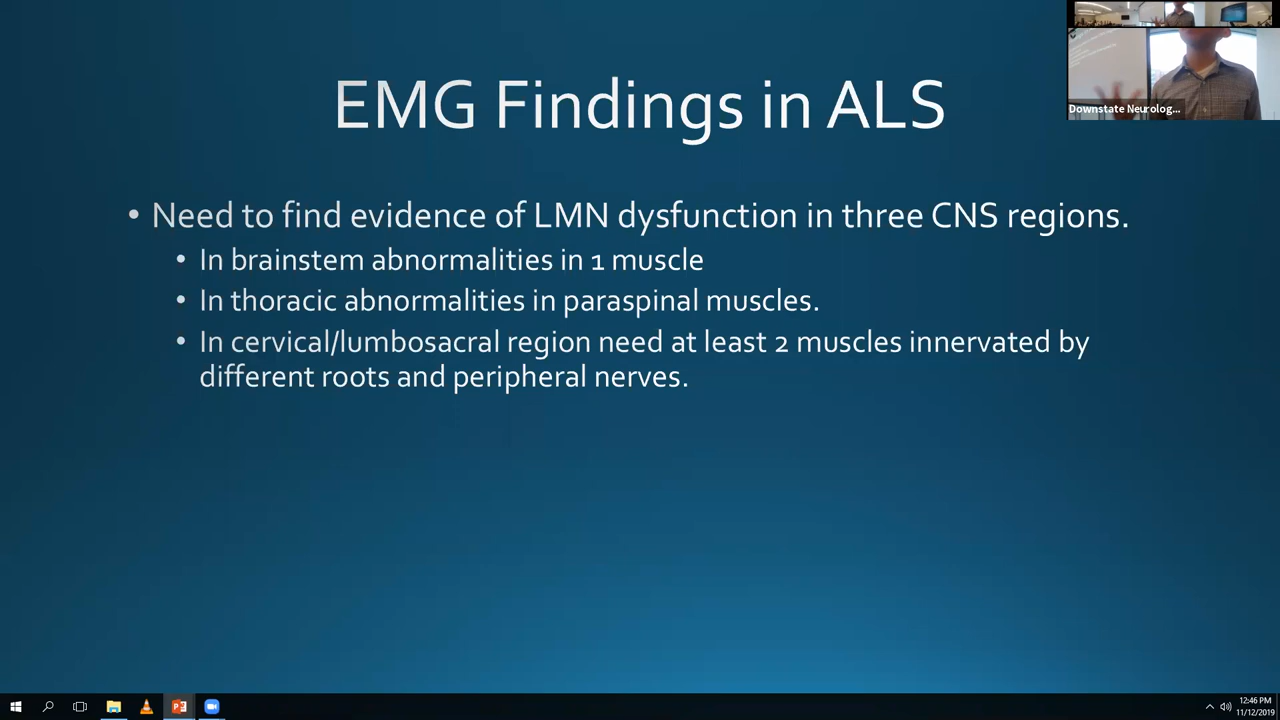 EMG Findings in ALS
Downstate Neurolog...
• Need to find evidence of LMN dysfunction in three CNS regions.
• In brainstem abnormalities in 1 muscle
• In thoracic abnormalities in paraspinal muscles.
• In cervical/lumbosacral region need at least 2 muscles innervated by
different roots and peripheral nerves.
12:46 PM
11/12/2019